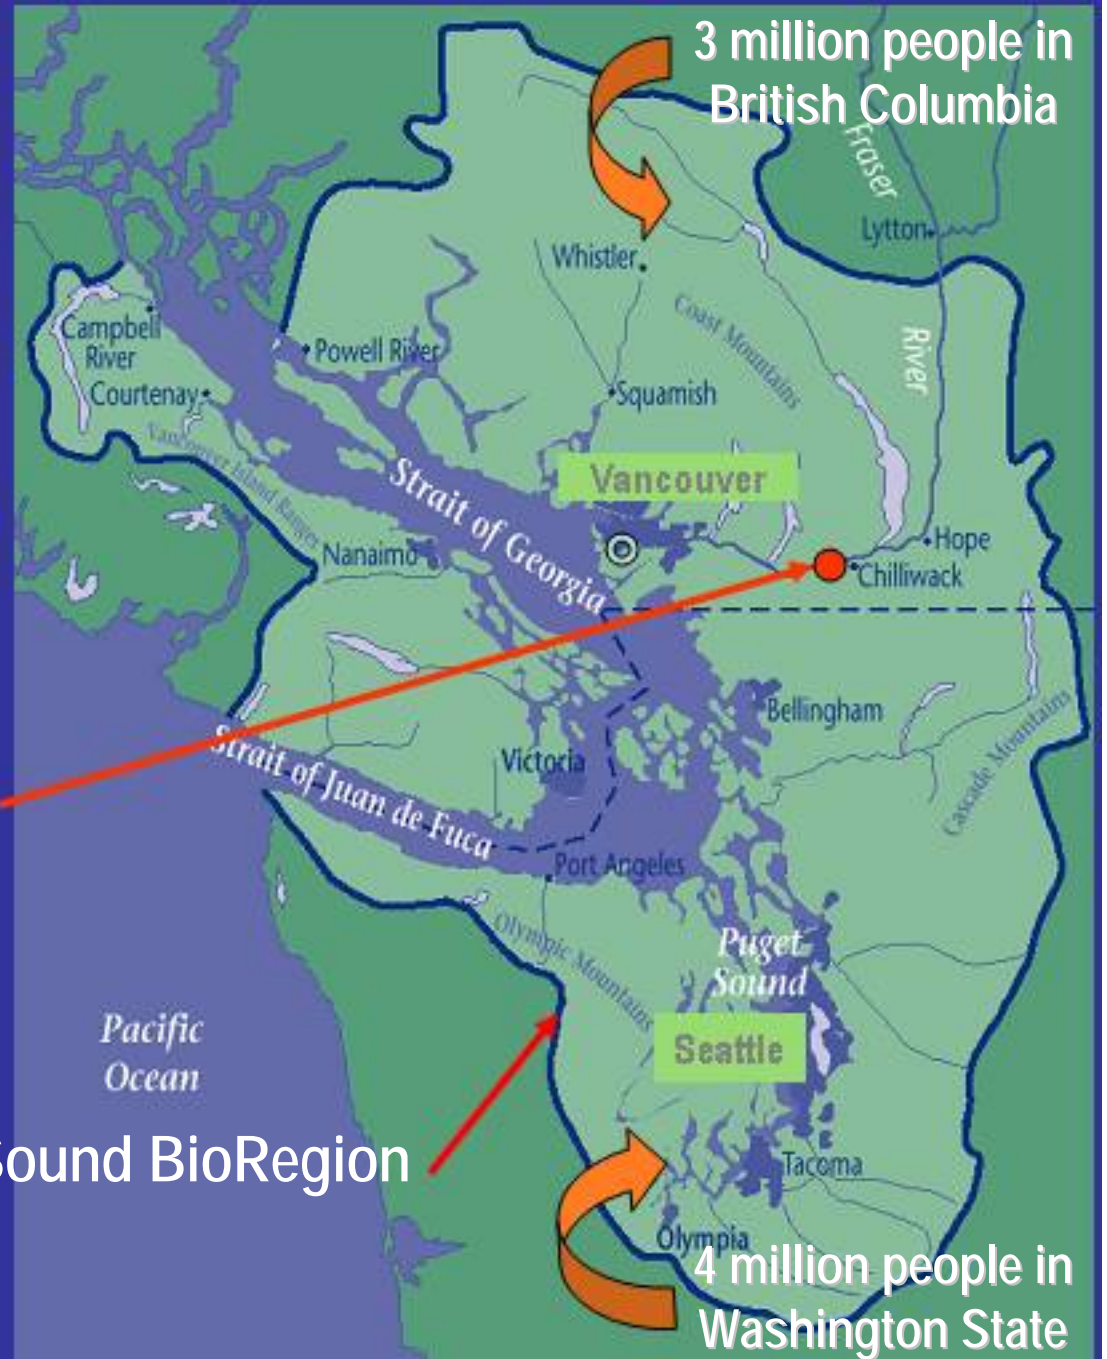 3 million people in
British Columbia
Fraser
Lytton
Whistler
Coast Mountains
River
Campbell
River
Powell River
Courtenay
Squamish
Vancouver Island Ranges
Strait of Georgia
Vancouver
Nanaimo
Hope
Chilliwack
Bellingham
Strait of Juan de Fuca
Victoria
Cascade Mountains
Port Angeles
Olympic Mountains
Puget
Sound
Pacific
Ocean
Seattle
Sound BioRegion
Tacoma
Olympia
4 million people in
Washington State